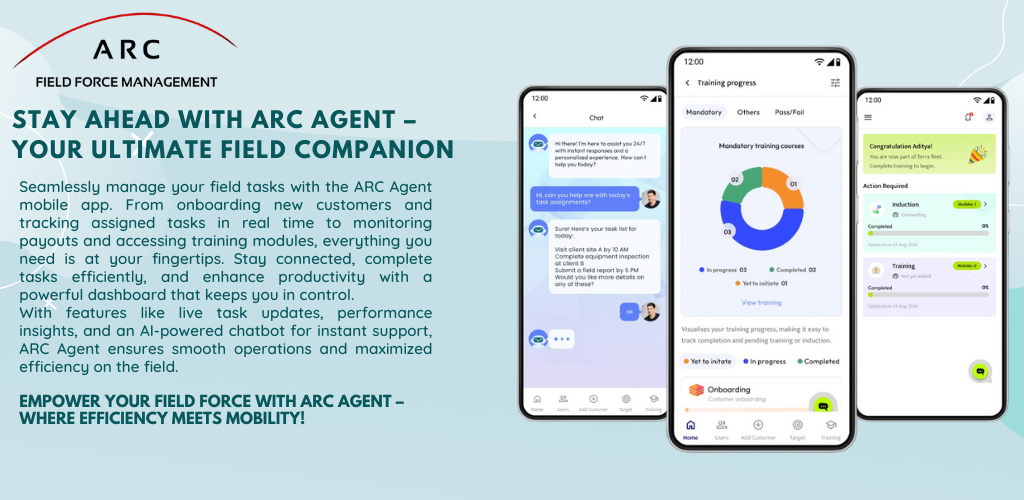 ARC
FIELD FORCE MANAGEMENT
STAY AHEAD WITH ARC AGENT –
YOUR ULTIMATE FIELD COMPANION
Seamlessly manage your field tasks with the ARC Agent
mobile app. From onboarding new customers and
tracking assigned tasks in real time to monitoring
payouts and accessing training modules, everything you
need is at your fingertips. Stay connected, complete
tasks efficiently, and enhance productivity with a
powerful dashboard that keeps you in control.
With features like live task updates, performance
insights, and an AI-powered chatbot for instant support,
ARC Agent ensures smooth operations and maximized
efficiency on the field.
EMPOWER YOUR FIELD FORCE WITH ARC AGENT –
WHERE EFFICIENCY MEETS MOBILITY!
12:00
Chat
Hi there! I'm here to assist you 24/7
with instant responses and a
personalized experience. How can I
help you today?
Hi, can you help me with today's
task assignments?
Sure! Here's your task list for
today:
Visit client site A by 10 AM
Complete equipment inspection
at client B
Submit a field report by 5 PM
Would you like more details on
any of these?
Home
Users
Add Customer
Target
Training
12:00
Training progress
Mandatory
Others
Pass/Fail
Mandatory training courses
01
02
03
In progress 03
Completed 02
Yet to initiate 01
View training
Visualises your training progress, making it easy to
track completion and pending training or induction.
Yet to initate
In progress
Completed
Onboarding
Customer onboarding
Home
Users
Add Customer
Target
Training
12:00
Congratulation Aditya!
You are now part of Terra fleet.
Complete training to begin.
Action Required
Induction
Onboarding
Completed
0%
Updated on 24 Aug, 2024
Training
Not yet added
Completed
0%
Updated on 24 Aug, 2024